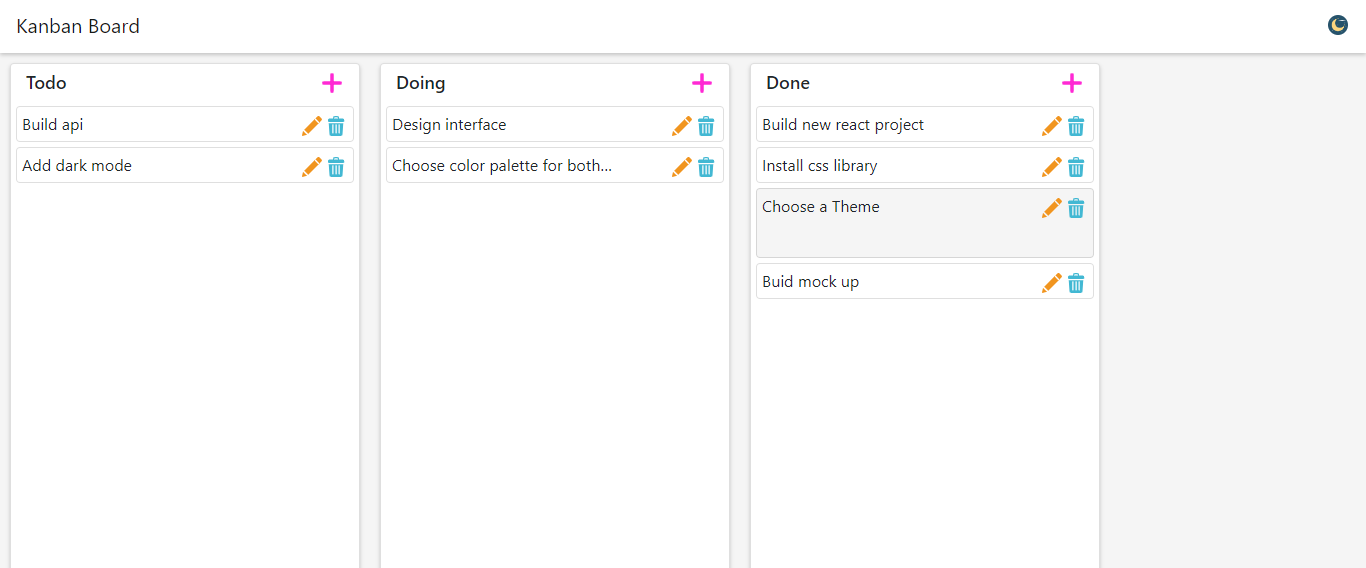 Kanban Board
Todo
Build api
Add dark mode
Doing
Design interface
Choose color palette for both...
Done
Build new react project
Install css library
Choose a Theme
Buid mock up